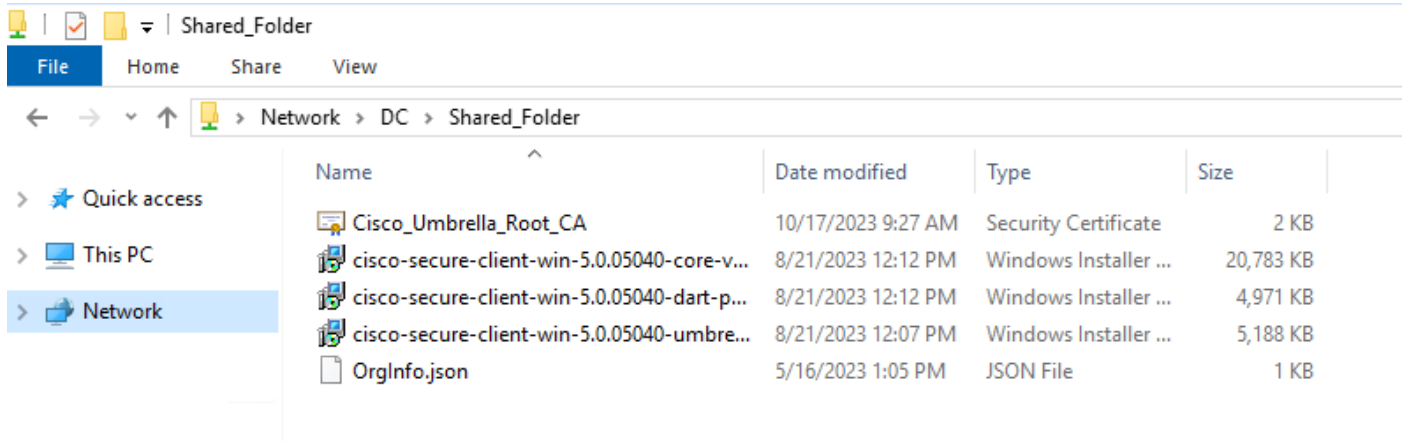 Shared_Folder
File Home Share View
Network > DC > Shared_Folder
Name Date modified Type Size
Quick access
Cisco_Umbrella_Root_CA 10/17/2023 9:27 AM Security Certificate 2 KB
This PC
cisco-secure-client-win-5.0.05040-core-v... 8/21/2023 12:12 PM Windows Installer ... 20,783 KB
cisco-secure-client-win-5.0.05040-dart-p... 8/21/2023 12:12 PM Windows Installer ... 4,971 KB
Network
cisco-secure-client-win-5.0.05040-umbre... 8/21/2023 12:07 PM Windows Installer ... 5,188 KB
OrgInfo.json 5/16/2023 1:05 PM JSON File 1 KB